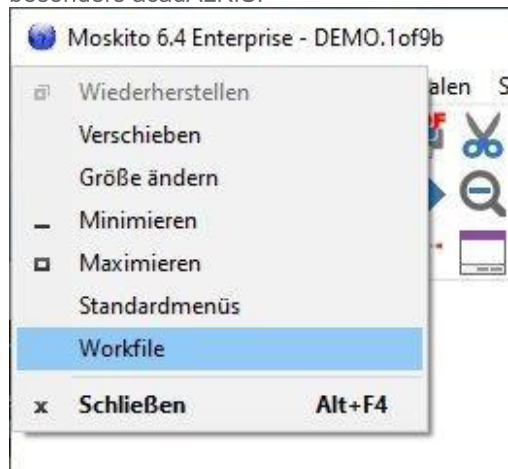 Moskito 6.4 Enterprise - DEMO.1of9b
Wiederherstellen
alen S
Verschieben
Größe ändern
Minimieren
Maximieren
Standardmenüs
Workfile
Schließen Alt+F4